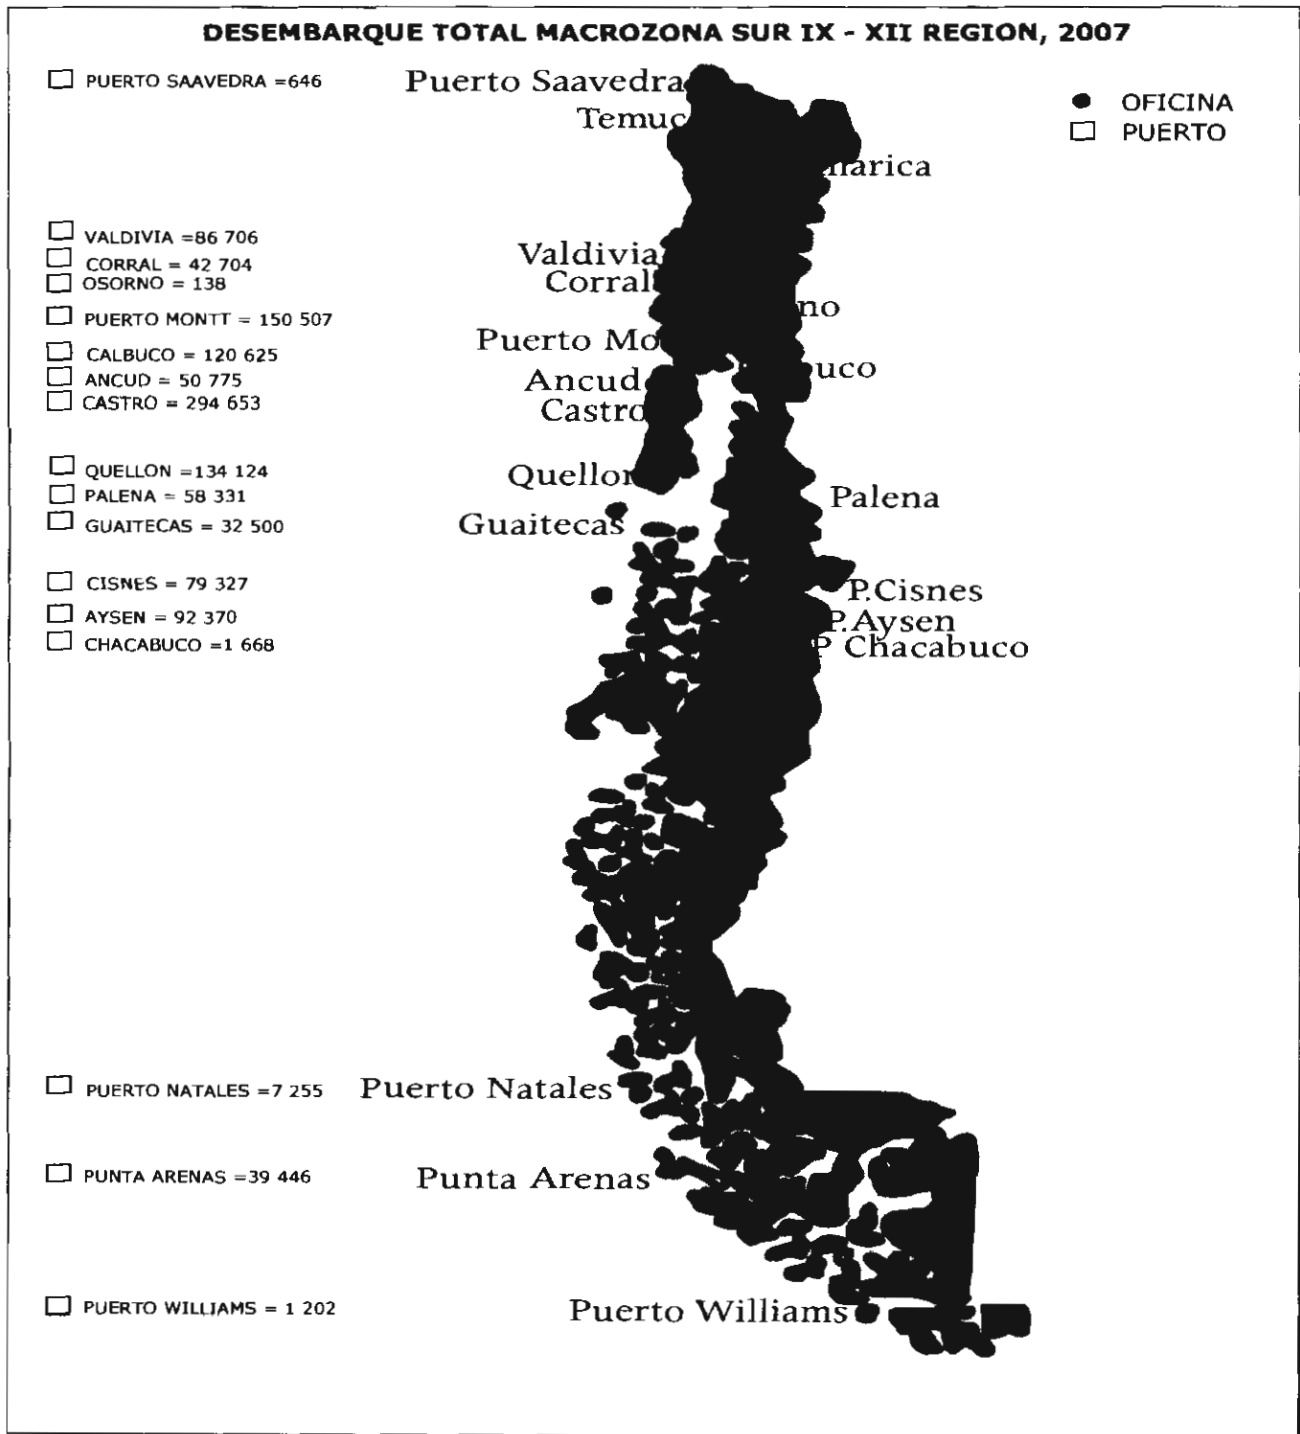 DESEMBARQUE TOTAL MACROZONA SUR IX - XII REGION, 2007
PUERTO SAAVEDRA =646
VALDIVIA =86 706
CORRAL = 42 704
OSORNO = 138
PUERTO MONTT = 150 507
CALBUCO = 120 625
ANCUD = 50 775
CASTRO = 294 653
QUELLON =134 124
PALENA = 58 331
GUAITECAS = 32 500
CISNES = 79 327
AYSEN = 92 370
CHACABUCO =1 668
PUERTO NATALES =7 255
PUNTA ARENAS =39 446
PUERTO WILLIAMS = 1 202
Puerto Saavedra
Temuc
Valdivia
Corral
Puerto Mo
Ancud
Castro
Quellon
Guaitecas
Palena
P.Cisnes
P.Aysen
P Chacabuco
Puerto Natales
Punta Arenas
Puerto Williams
OFICINA
PUERTO